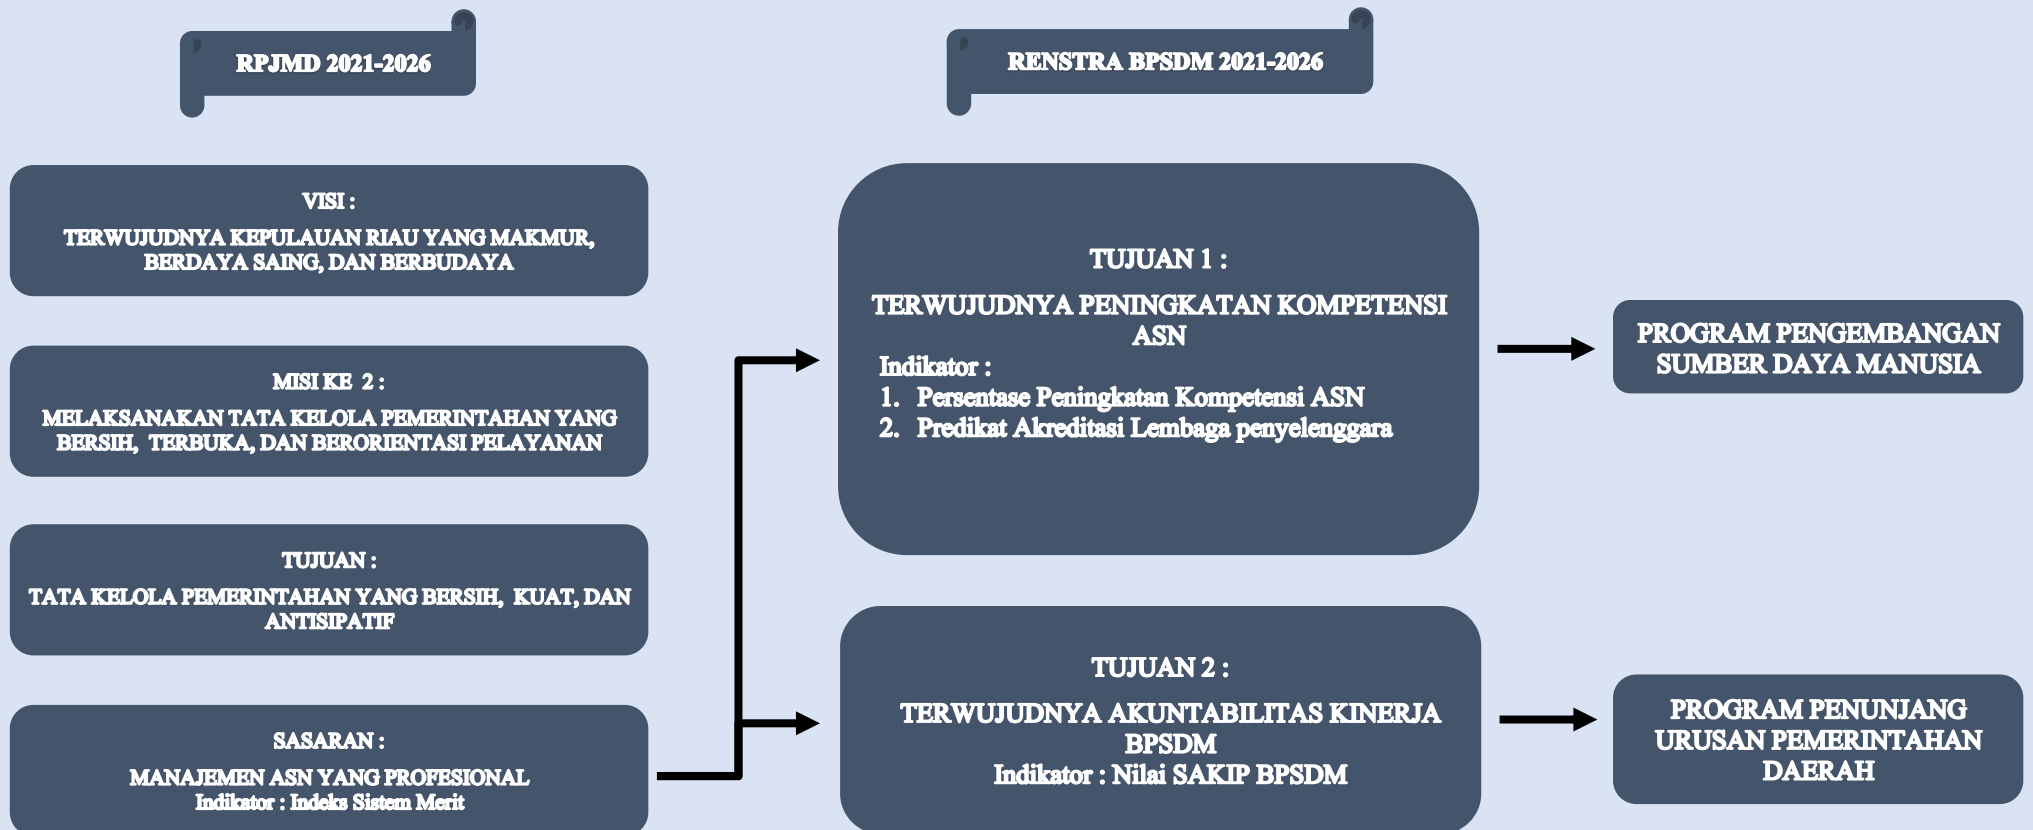 RPJMD 2021-2026
VISI :
TERWUJUDNYA KEPULAUAN RIAU YANG MAKMUR,
BERDAYA SAING, DAN BERBUDAYA
MISI KE 2 :
MELAKSANAKAN TATA KELOLA PEMERINTAHAN YANG
BERSIH, TERBUKA, DAN BERORIENTASI PELAYANAN
TUJUAN :
TATA KELOLA PEMERINTAHAN YANG BERSIH, KUAT, DAN
ANTISIPATIF
SASARAN :
MANAJEMEN ASN YANG PROFESIONAL
Indikator : Indeks Sistem Merit
RENSTRA BPSDM 2021-2026
TUJUAN 1 :
TERWUJUDNYA PENINGKATAN KOMPETENSI
ASN
Indikator :
1. Persentase Peningkatan Kompetensi ASN
2. Predikat Akreditasi Lembaga penyelenggara
TUJUAN 2 :
TERWUJUDNYA AKUNTABILITAS KINERJA
BPSDM
Indikator : Nilai SAKIP BPSDM
PROGRAM PENGEMBANGAN
SUMBER DAYA MANUSIA
PROGRAM PENUNJANG
URUSAN PEMERINTAHAN
DAERAH